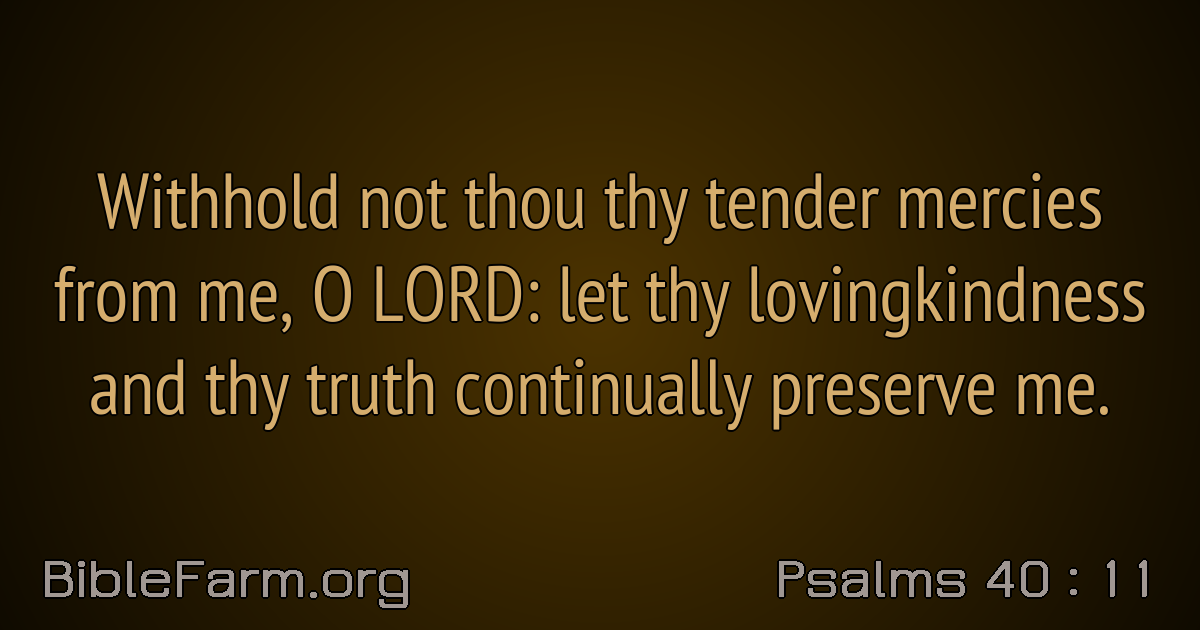 Withhold not thou thy tender mercies
from me, O LORD: let thy lovingkindness
and thy truth continually preserve me.
BibleFarm.org
Psalms 40 : 11